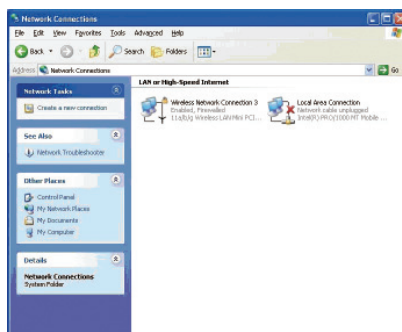 Network Connections
File Edit View Favorites Tools Advanced Help
Back Search Folders
Address Network Connections Go
Network Tasks
Create a new connection
See Also
Network Troubleshooter
Other Places
Control Panel
My Network Places
My Documents
My Computer
Details
Network Connections
System Folder
LAN or High-Speed Internet
Wireless Network Connection 3
Enabled, Firewalled
11a/b/g Wireless LAN Mini PCI...
Local Area Connection
Network cable unplugged
Intel(R) PRO/1000 MT Mobile ...